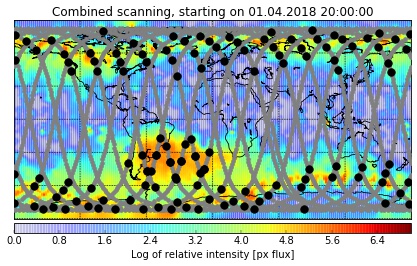 Combined scanning, starting on 01.04.2018 20:00:00
0.0 0.8 1.6 2.4 3.2 4.0 4.8 5.6 6.4
Log of relative intensity [px flux]